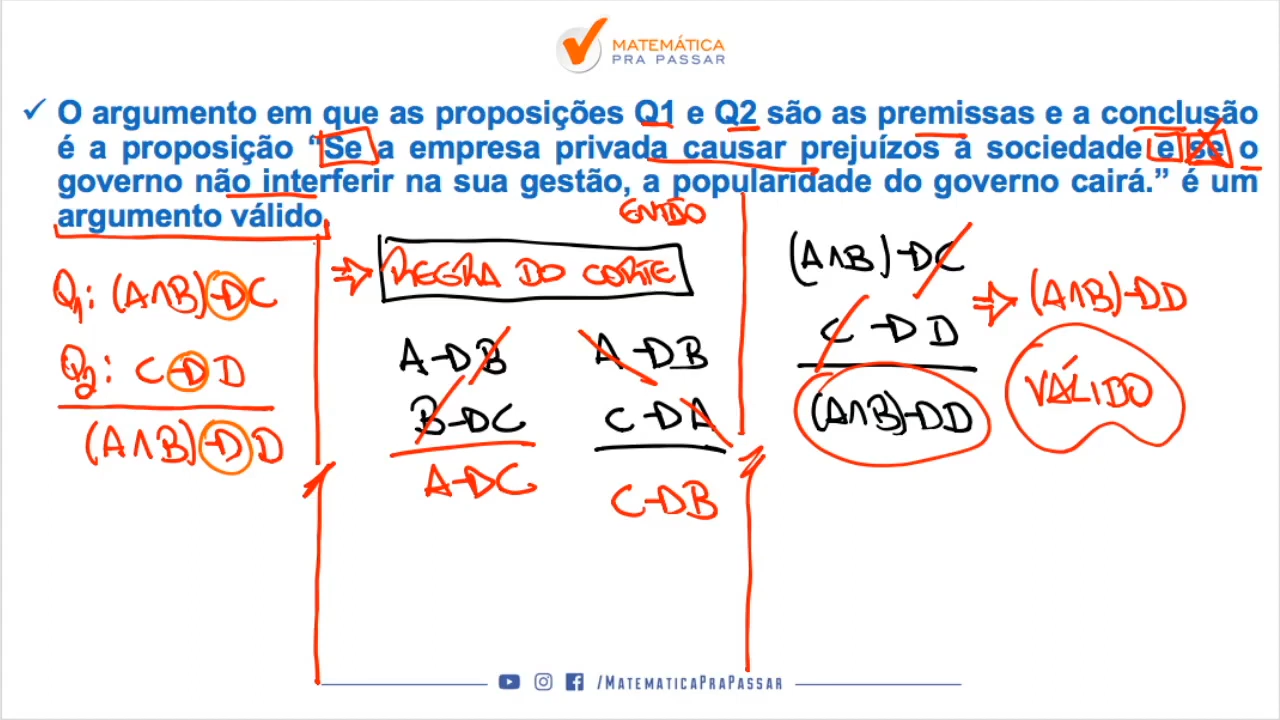 MATEMÁTICA
PRA PASSAR
✓ O argumento em que as proposições Q1 e Q2 são as premissas e a conclusão
é a proposição “Se a empresa privada causar prejuízos à sociedade e se o
governo não interferir na sua gestão, a popularidade do governo cairá.” é um
argumento válido.
ENTÃO
Q1: (A∧B)→C
Q2: C→D
(A∧B)→D
⇒ REGRA DO CORTE
A→B
B→C
A→C
A→B
C→A
C→B
(A∧B)→C
C→D
(A∧B)→D
⇒ (A∧B)→D
VÁLIDO
/MATEMATICAPRAPASSAR